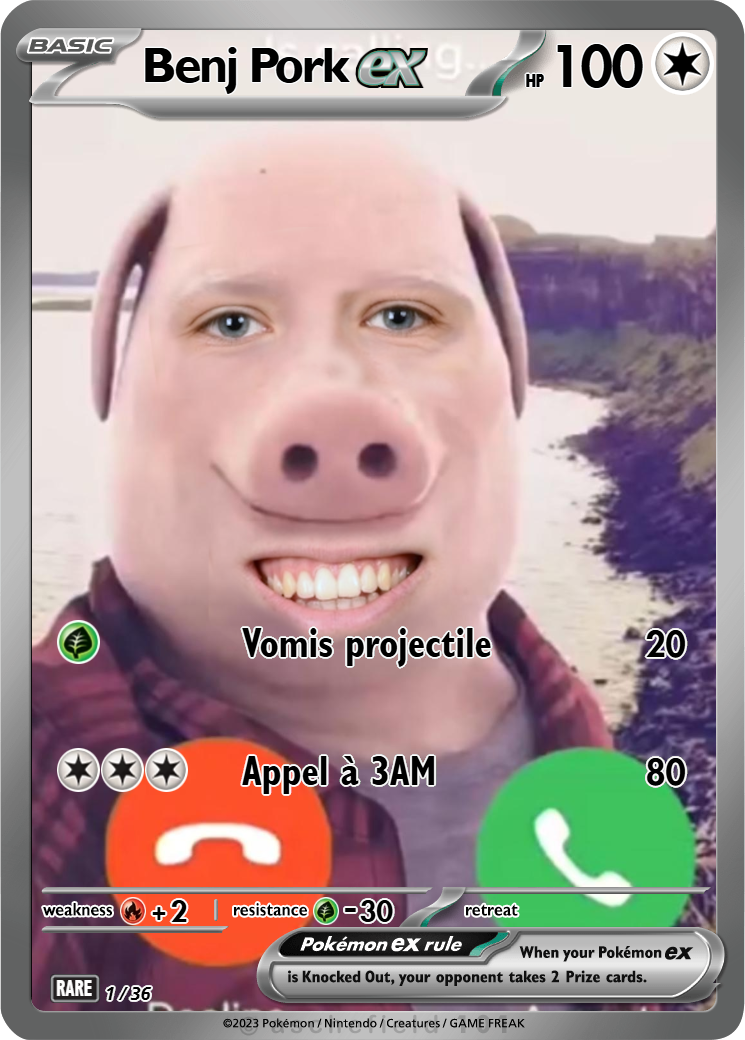 BASIC
Benj Pork ex HP 100
Vomis projectile 20
Appel à 3AM 80
weakness +2 resistance -30 retreat
Pokémon ex rule
When your Pokémon ex
is Knocked Out, your opponent takes 2 Prize cards.
RARE 1/36
©2023 Pokémon / Nintendo / Creatures / GAME FREAK